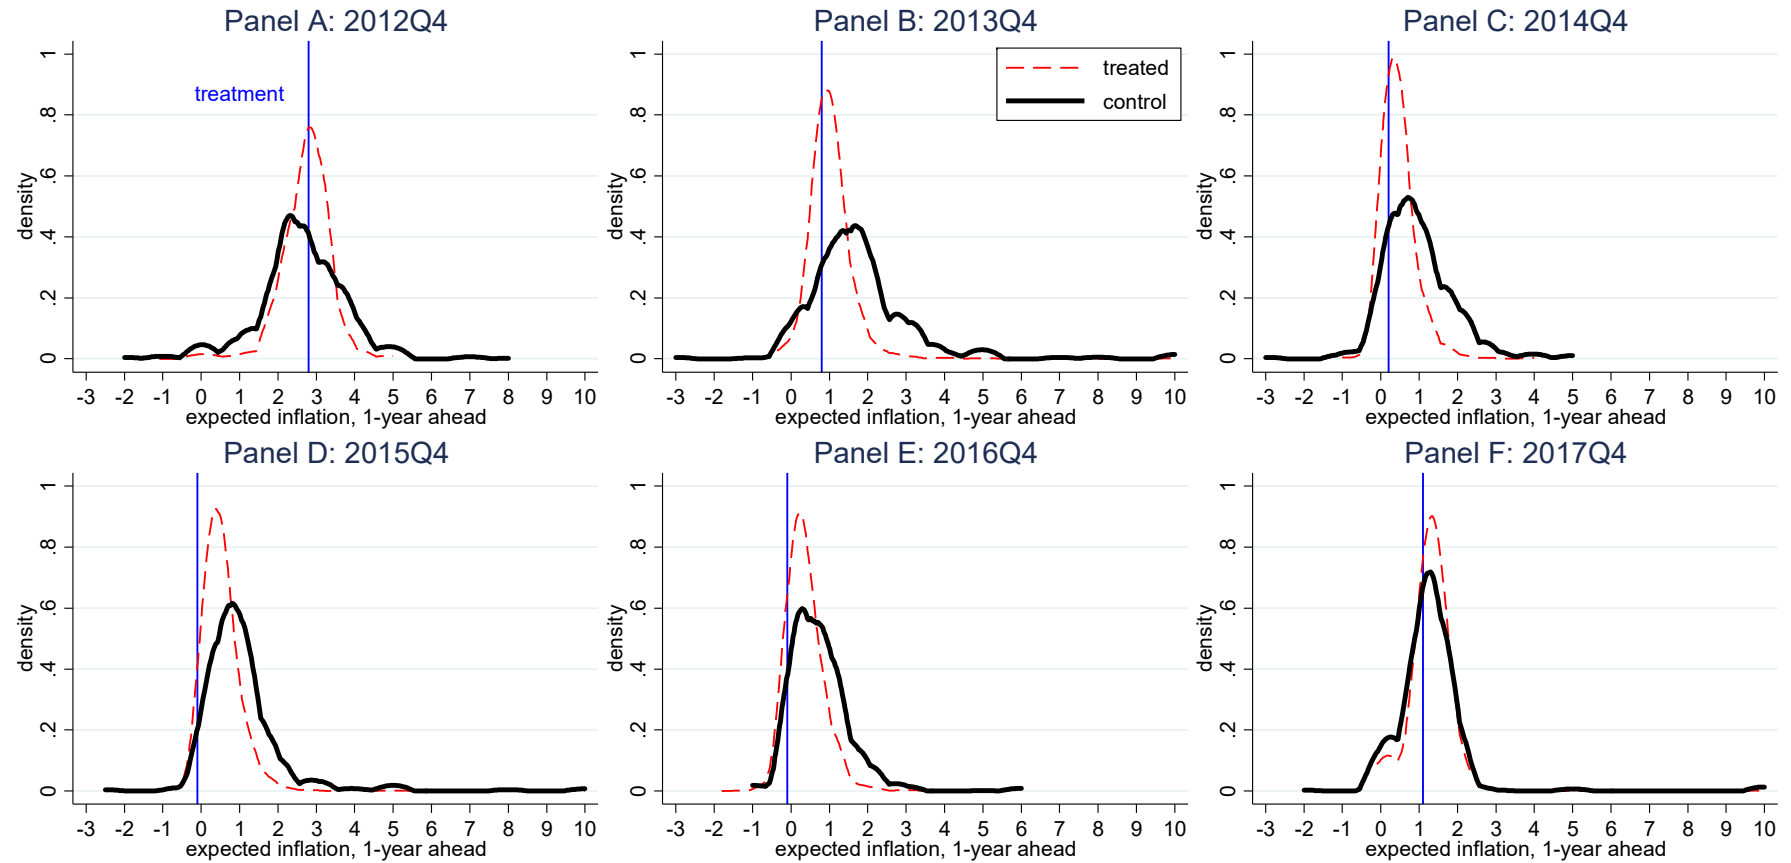 Panel A: 2012Q4
density
0 .2 .4 .6 .8 1
treatment
-3 -2 -1 0 1 2 3 4 5 6 7 8 9 10
expected inflation, 1-year ahead
Panel B: 2013Q4
density
0 .2 .4 .6 .8 1
treated
control
-3 -2 -1 0 1 2 3 4 5 6 7 8 9 10
expected inflation, 1-year ahead
Panel C: 2014Q4
density
0 .2 .4 .6 .8 1
-3 -2 -1 0 1 2 3 4 5 6 7 8 9 10
expected inflation, 1-year ahead
Panel D: 2015Q4
density
0 .2 .4 .6 .8 1
-3 -2 -1 0 1 2 3 4 5 6 7 8 9 10
expected inflation, 1-year ahead
Panel E: 2016Q4
density
0 .2 .4 .6 .8 1
-3 -2 -1 0 1 2 3 4 5 6 7 8 9 10
expected inflation, 1-year ahead
Panel F: 2017Q4
density
0 .2 .4 .6 .8 1
-3 -2 -1 0 1 2 3 4 5 6 7 8 9 10
expected inflation, 1-year ahead